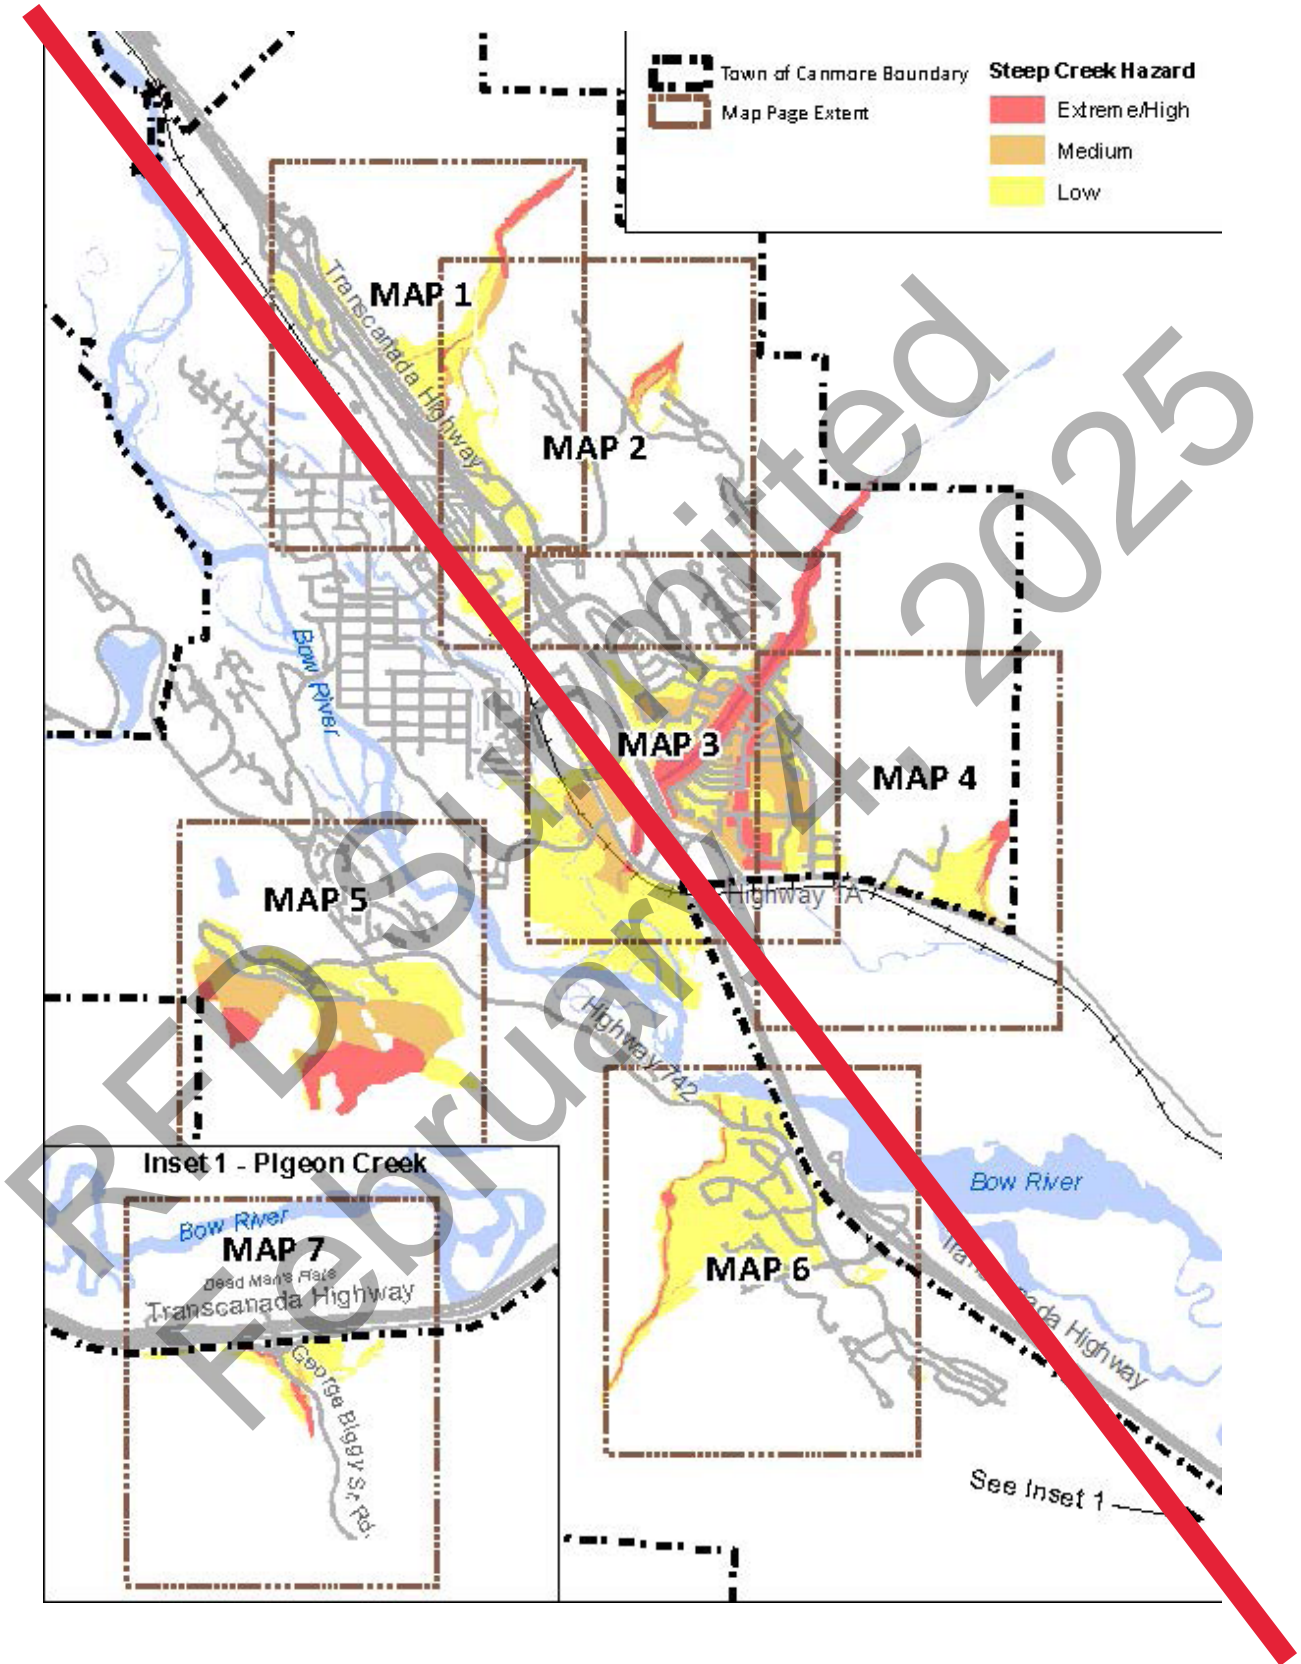 Town of Canmore Boundary
Map Page Extent
Steep Creek Hazard
Extreme/High
Medium
Low
MAP 1
Transcanada Highway
MAP 2
Bow River
MAP 3
MAP 4
MAP 5
Highway 1A
Highway 742
Bow River
MAP 6
Transcanada Highway
See Inset 1
Inset 1 - Pigeon Creek
Bow River
MAP 7
Dead Man's Flats
Transcanada Highway
George Biggy Sr. Rd.
RFD Submitted
February 4, 2025